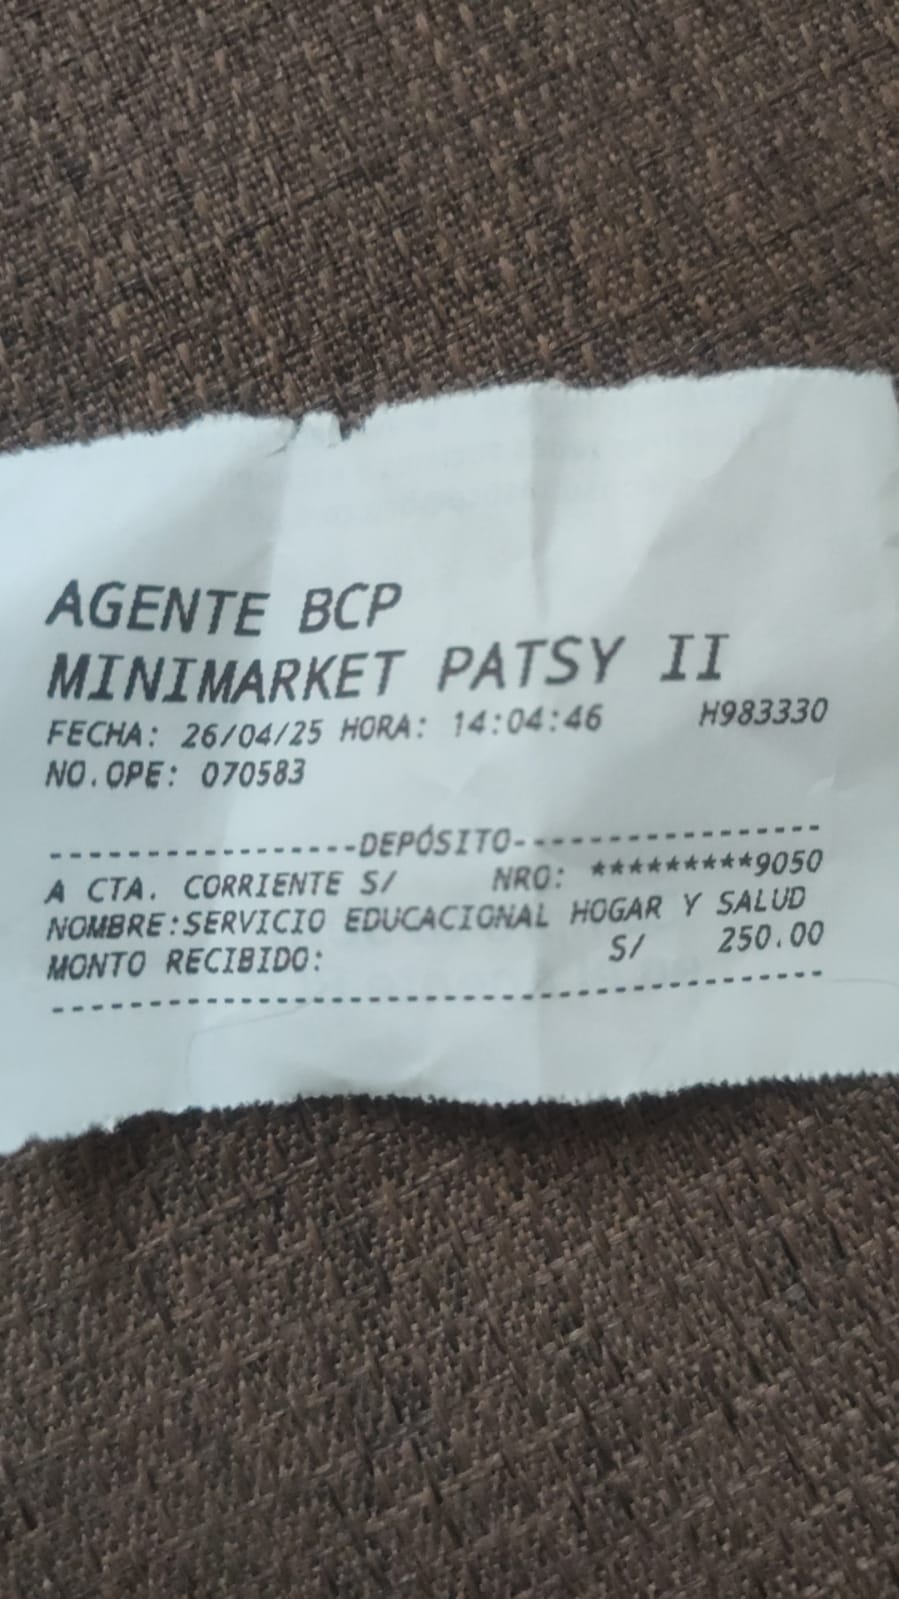 AGENTE BCP
MINIMARKET PATSY II
FECHA: 26/04/25 HORA: 14:04:46 H983330
NO.OPE: 070583
-----------------DEPÓSITO------------------
A CTA. CORRIENTE S/ NRO: *********9050
NOMBRE:SERVICIO EDUCACIONAL HOGAR Y SALUD
MONTO RECIBIDO: S/ 250.00
--------------------------------------------